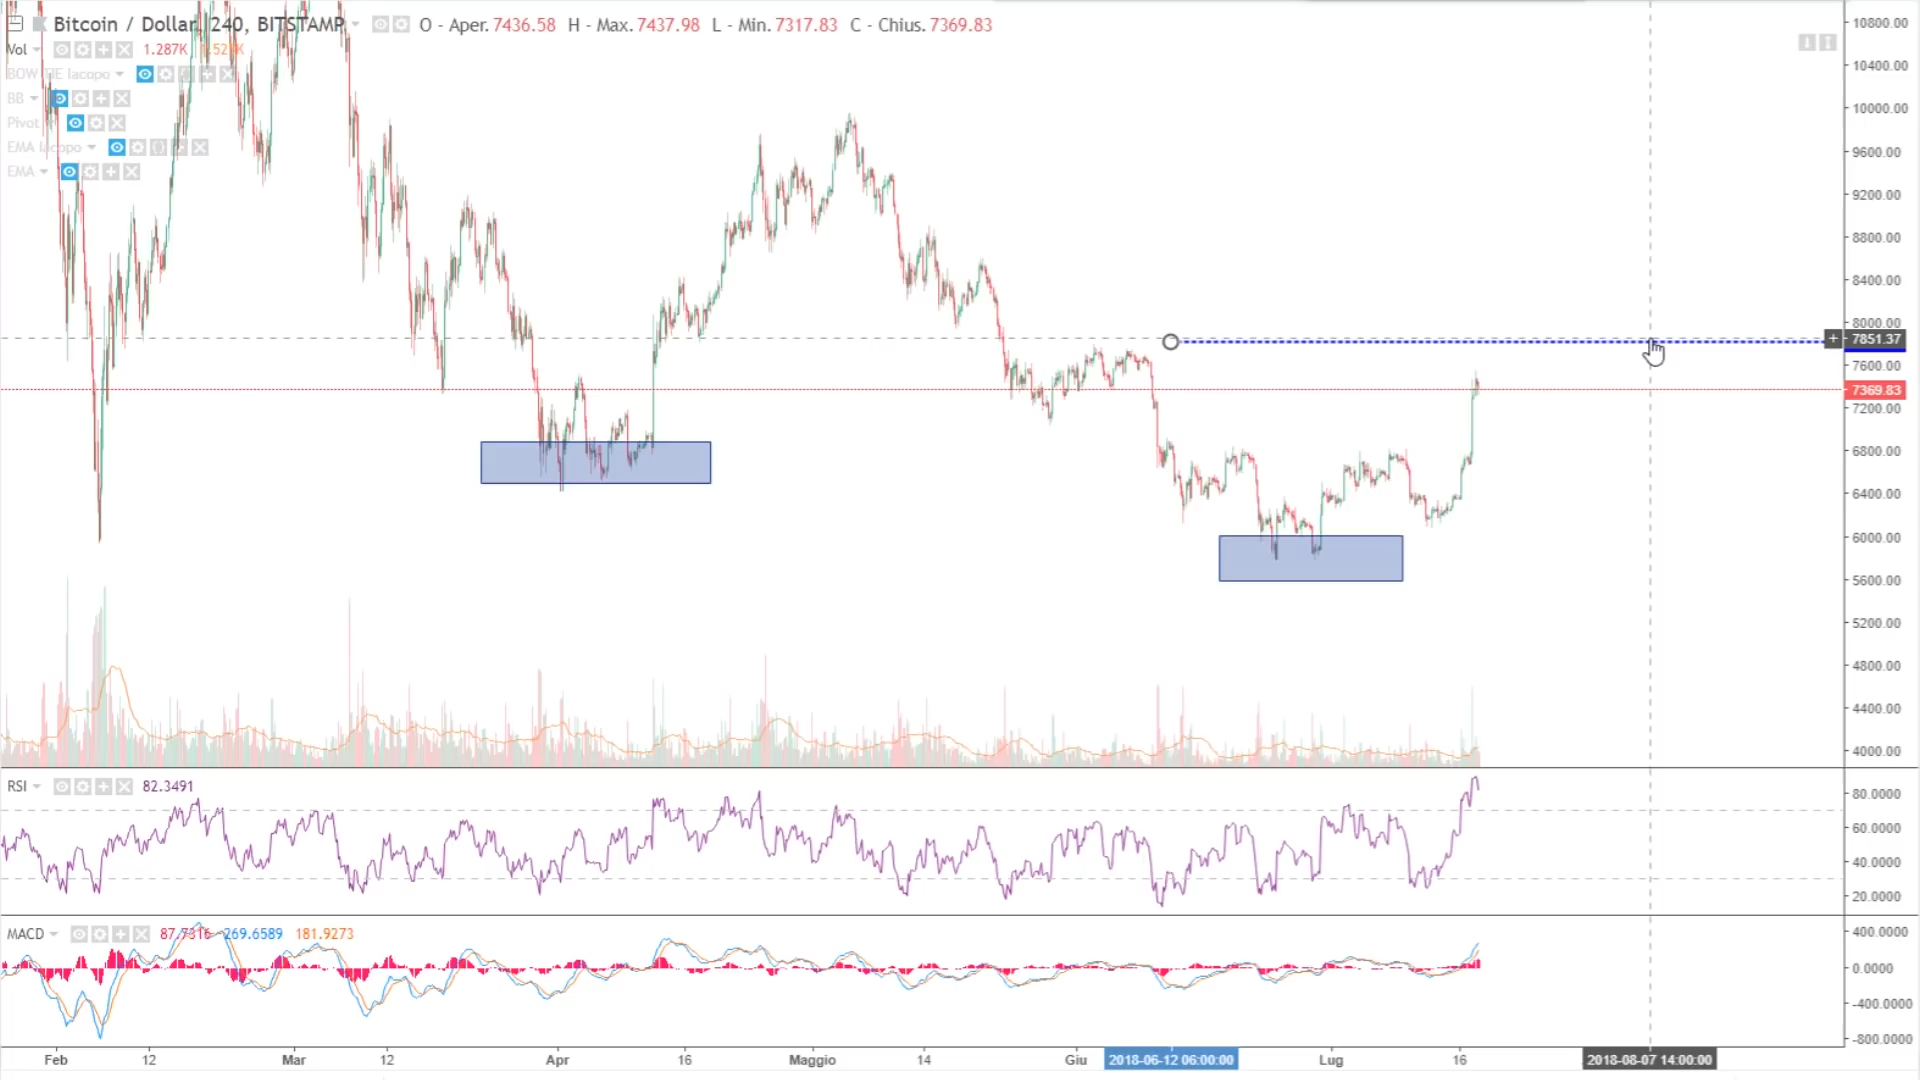 Bitcoin / Dollar, 240, BITSTAMP O - Aper. 7436.58 H - Max. 7437.98 L - Min. 7317.83 C - Chius. 7369.83
Vol 1.287K
BOW TIE Iacopo
BB
Pivot
EMA Iacopo
EMA
10800.00
10400.00
10000.00
9600.00
9200.00
8800.00
8400.00
8000.00
7851.37
7600.00
7369.83
7200.00
6800.00
6400.00
6000.00
5600.00
5200.00
4800.00
4400.00
4000.00
RSI 82.3491
80.0000
60.0000
40.0000
20.0000
MACD 87.7316 269.6589 181.9273
400.0000
0.0000
-400.0000
-800.0000
Feb 12 Mar 12 Apr 16 Maggio 14 Giu 2018-06-12 06:00:00 Lug 16 2018-08-07 14:00:00